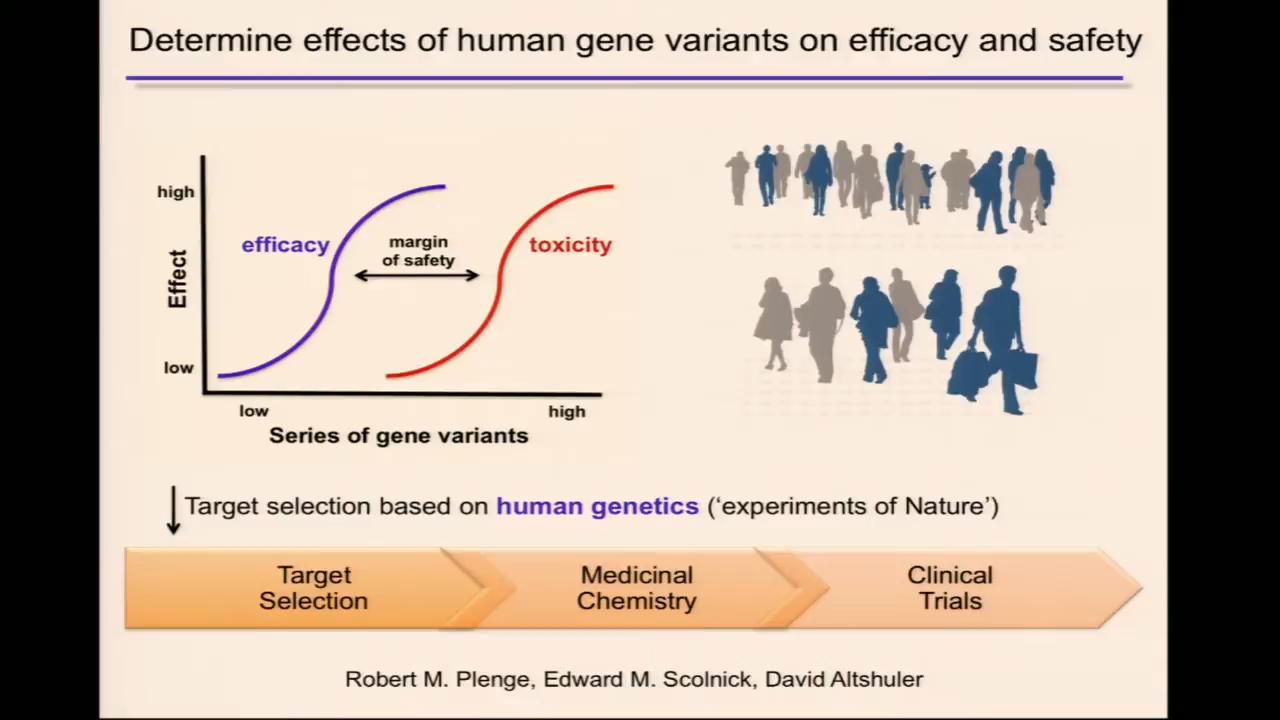 Determine effects of human gene variants on efficacy and safety
high
Effect
low
efficacy
margin
of safety
toxicity
low
high
Series of gene variants
Target selection based on human genetics (‘experiments of Nature’)
Target
Selection
Medicinal
Chemistry
Clinical
Trials
Robert M. Plenge, Edward M. Scolnick, David Altshuler